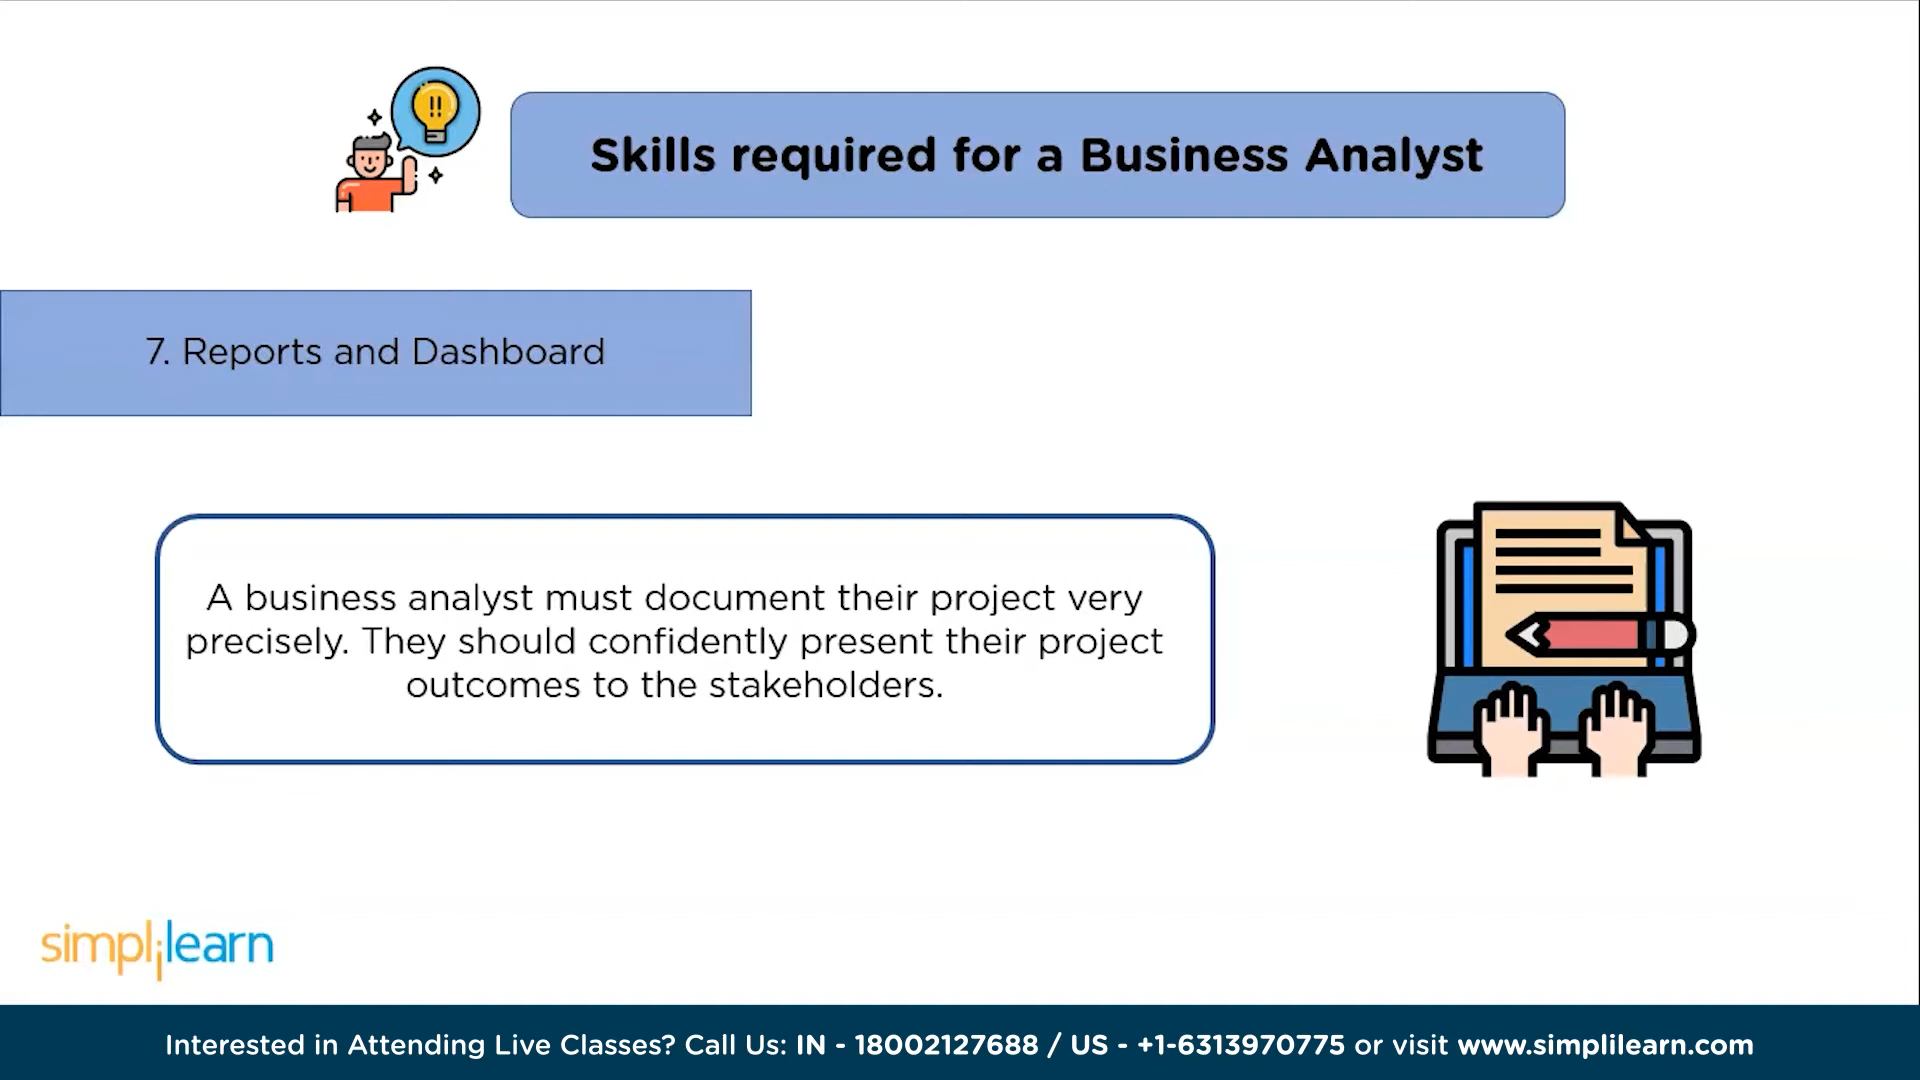 Skills required for a Business Analyst
7. Reports and Dashboard
A business analyst must document their project very
precisely. They should confidently present their project
outcomes to the stakeholders.
simplilearn
Interested in Attending Live Classes? Call Us: IN - 18002127688 / US - +1-6313970775 or visit www.simplilearn.com